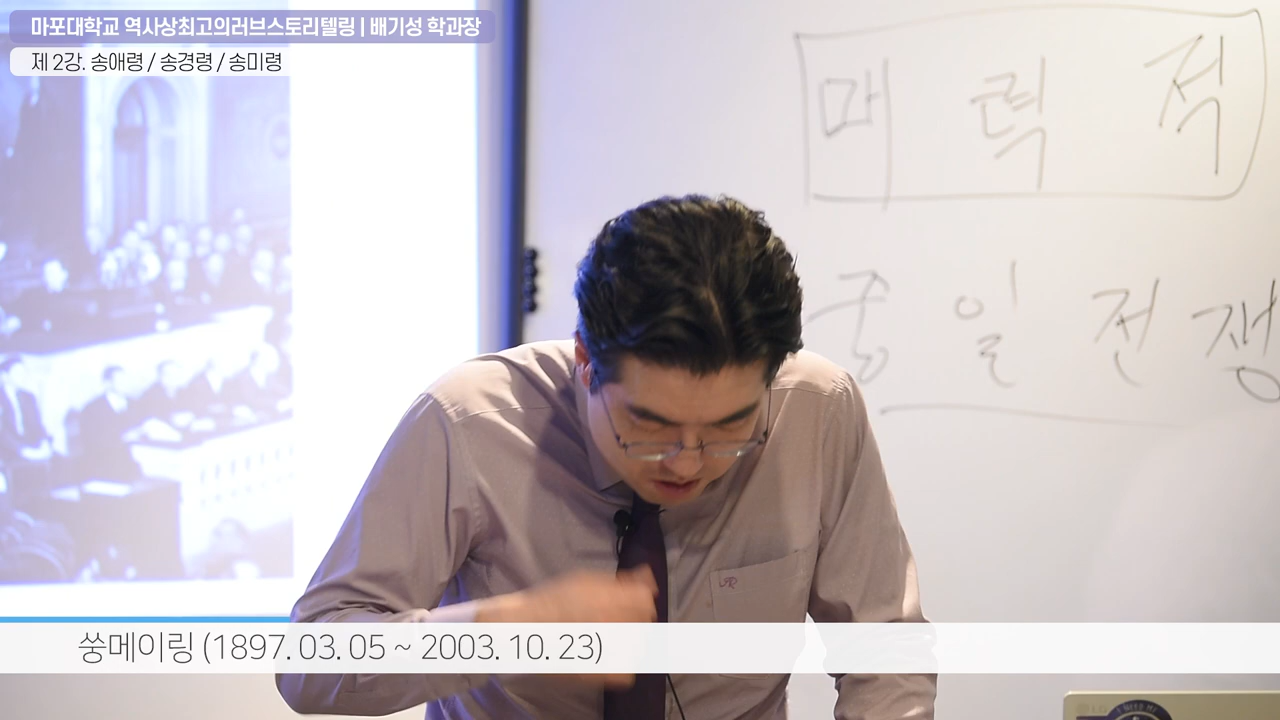 마포대학교 역사상최고의러브스토리텔링 | 배기성 학과장
제 2강. 송애령 / 송경령 / 송미령
매력적
중일전쟁
쑹메이링 (1897. 03. 05 ~ 2003. 10. 23)
LG